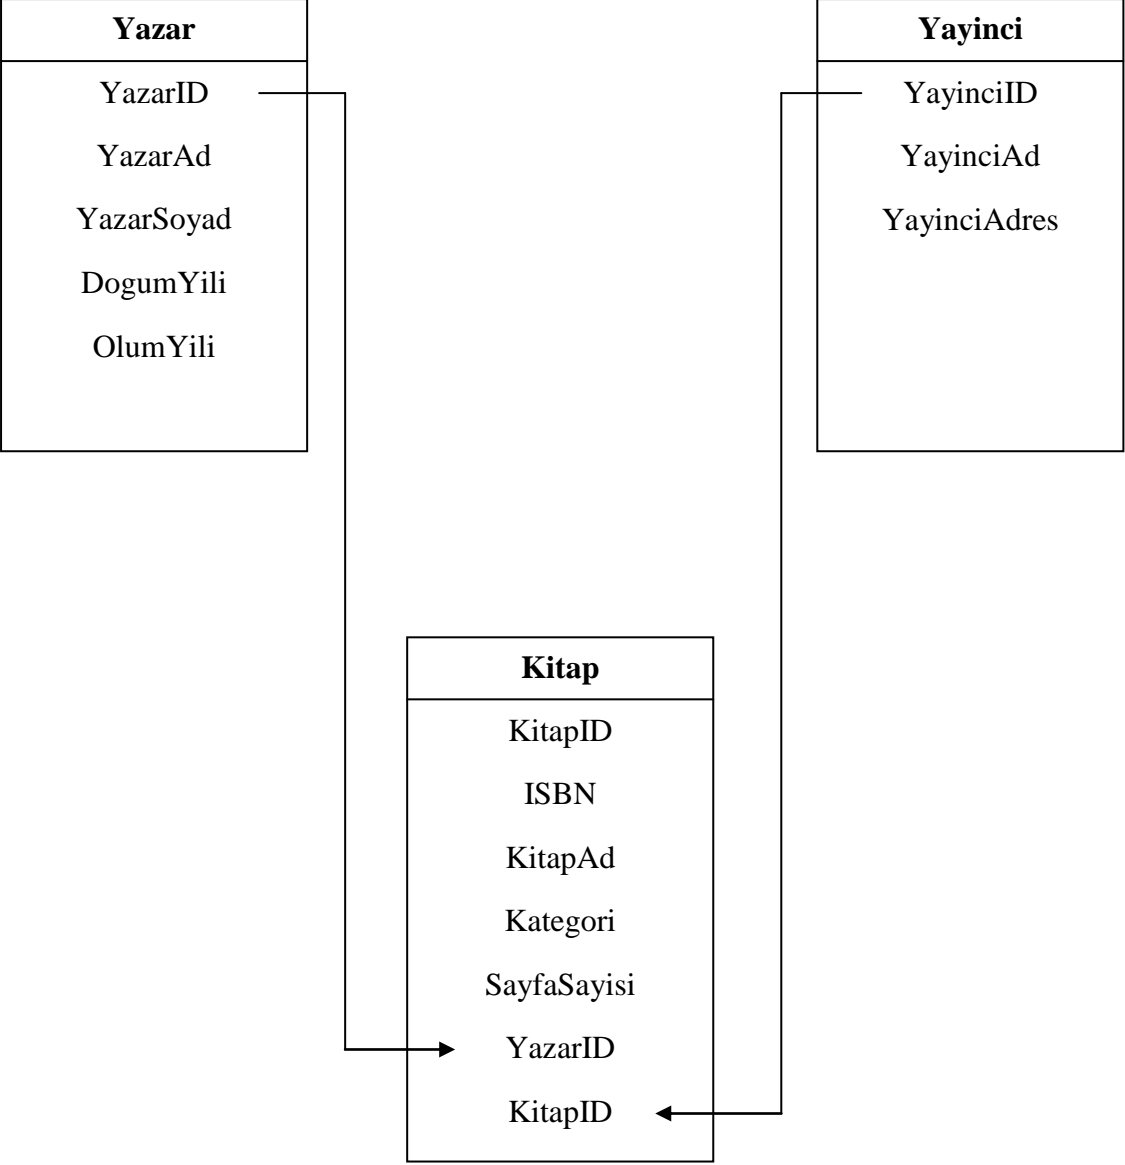 Yazar
YazarID
YazarAd
YazarSoyad
DogumYili
OlumYili
Yayinci
YayinciID
YayinciAd
YayinciAdres
Kitap
KitapID
ISBN
KitapAd
Kategori
SayfaSayisi
YazarID
KitapID